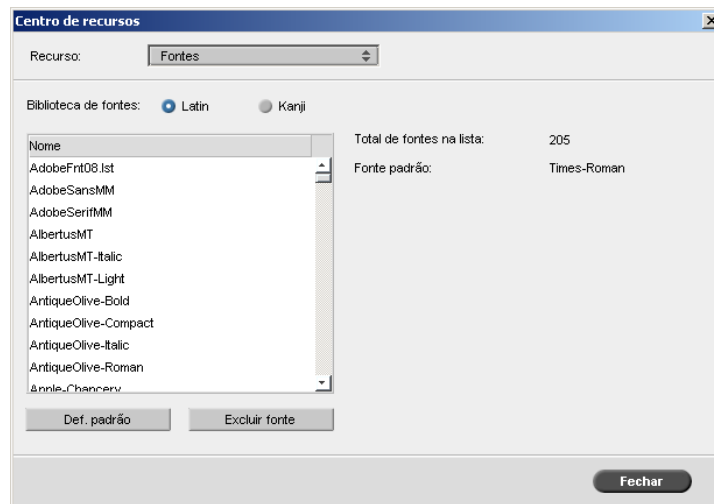 Centro de recursos
Recurso: Fontes
Biblioteca de fontes: Latin Kanji
Nome
AdobeFnt08.lst
AdobeSansMM
AdobeSerifMM
AlbertusMT
AlbertusMT-Italic
AlbertusMT-Light
AntiqueOlive-Bold
AntiqueOlive-Compact
AntiqueOlive-Italic
AntiqueOlive-Roman
Apple-Chancery
Total de fontes na lista: 205
Fonte padrão: Times-Roman
Def. padrão Excluir fonte
Fechar